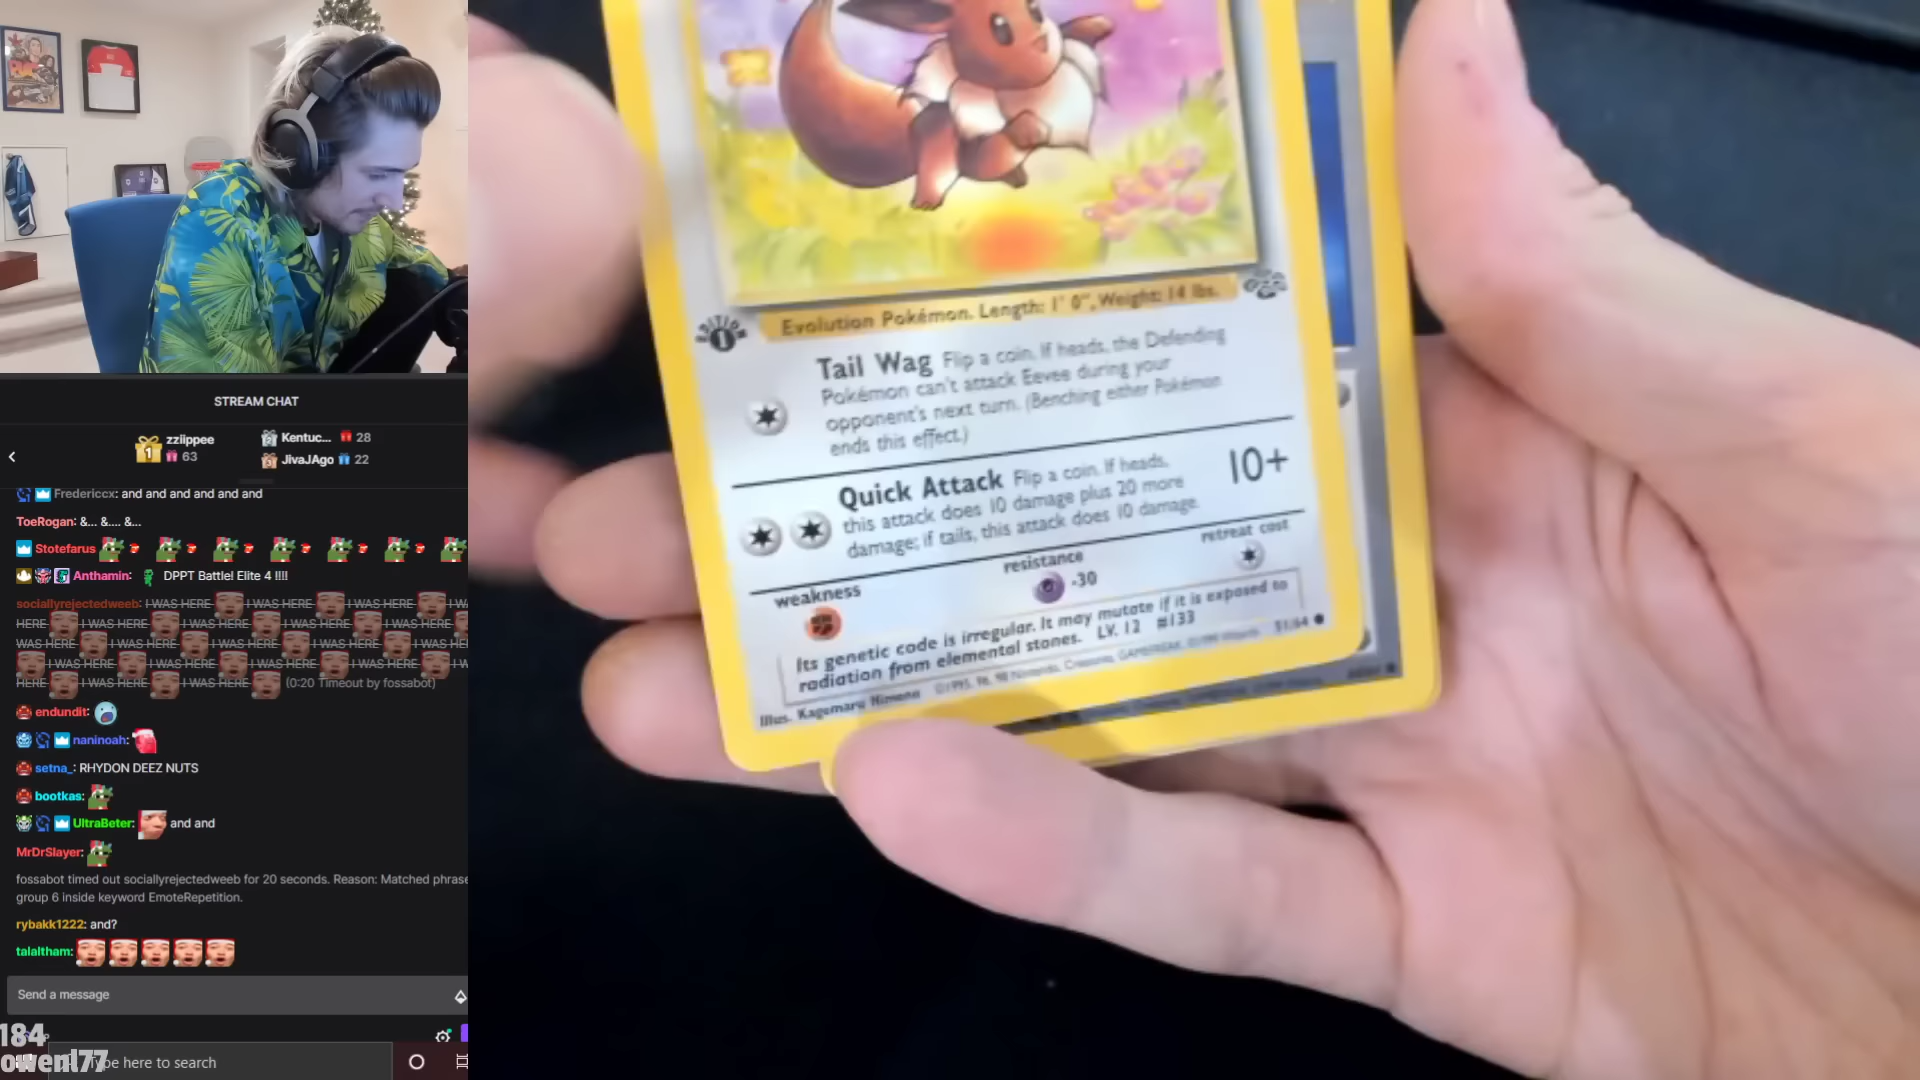 STREAM CHAT
zziippee
63
Kentuc... 28
JivaJAgo 22
Fredericcx: and and and and and and
ToeRogan: &... &.... &...
Stotefarus
Anthamin: DPPT Battle! Elite 4 !!!!
sociallyrejectedweeb: I WAS HERE I WAS HERE I WAS HERE I W
HERE I WAS HERE I WAS HERE I WAS HERE I WAS HERE
WAS HERE I WAS HERE I WAS HERE I WAS HERE I WAS H
I WAS HERE I WAS HERE I WAS HERE I WAS HERE I W
HERE I WAS HERE I WAS HERE (0:20 Timeout by fossabot)
endundit:
naninoah:
setna_: RHYDON DEEZ NUTS
bootkas:
UltraBeter: and and
MrDrSlayer:
fossabot timed out sociallyrejectedweeb for 20 seconds. Reason: Matched phrase
group 6 inside keyword EmoteRepetition.
rybakk1222: and?
talaltham:
Send a message
184
owenl77
Type here to search
EDITION
1
Evolution Pokémon. Length: 1' 0", Weight: 14 lbs.
Tail Wag Flip a coin. If heads, the Defending
Pokémon can't attack Eevee during your
opponent's next turn. (Benching either Pokémon
ends this effect.)
Quick Attack Flip a coin. If heads,
this attack does 10 damage plus 20 more
damage; if tails, this attack does 10 damage.
10+
weakness
resistance
-30
retreat cost
Its genetic code is irregular. It may mutate if it is exposed to
radiation from elemental stones. LV. 12 #133
Illus. Kagemaru Himeno ©1995, 96, 98 Nintendo, Creatures, GAMEFREAK. ©1999 Wizards. 51/64